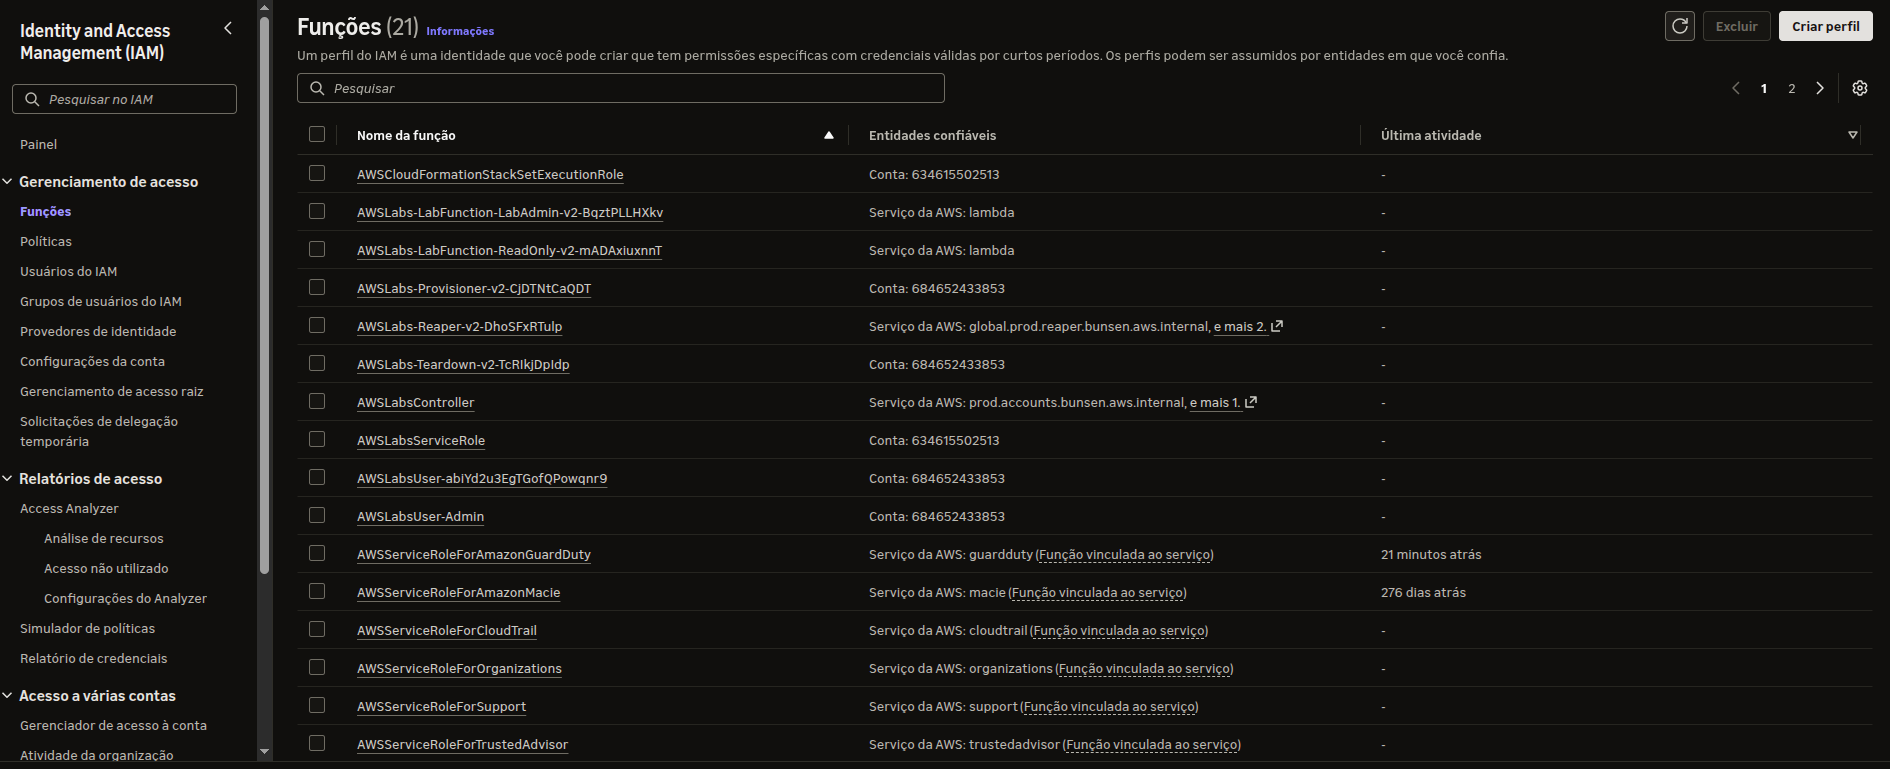 Identity and Access
Management (IAM)
Pesquisar no IAM
Painel
Gerenciamento de acesso
Funções
Políticas
Usuários do IAM
Grupos de usuários do IAM
Provedores de identidade
Configurações da conta
Gerenciamento de acesso raiz
Solicitações de delegação
temporária
Relatórios de acesso
Access Analyzer
Análise de recursos
Acesso não utilizado
Configurações do Analyzer
Simulador de políticas
Relatório de credenciais
Acesso a várias contas
Gerenciador de acesso à conta
Atividade da organização
Funções (21) Informações
Excluir
Criar perfil
Um perfil do IAM é uma identidade que você pode criar que tem permissões específicas com credenciais válidas por curtos períodos. Os perfis podem ser assumidos por entidades em que você confia.
Pesquisar
1 2
Nome da função Entidades confiáveis Última atividade
AWSCloudFormationStackSetExecutionRole Conta: 634615502513 -
AWSLabs-LabFunction-LabAdmin-v2-BqztPLLHXkv Serviço da AWS: lambda -
AWSLabs-LabFunction-ReadOnly-v2-mADAxiuxnnT Serviço da AWS: lambda -
AWSLabs-Provisioner-v2-CjDTNtCaQDT Conta: 684652433853 -
AWSLabs-Reaper-v2-DhoSFxRTulp Serviço da AWS: global.prod.reaper.bunsen.aws.internal, e mais 2. -
AWSLabs-Teardown-v2-TcRIkjDpIdp Conta: 684652433853 -
AWSLabsController Serviço da AWS: prod.accounts.bunsen.aws.internal, e mais 1. -
AWSLabsServiceRole Conta: 634615502513 -
AWSLabsUser-abiYd2u3EgTGofQPowqnr9 Conta: 684652433853 -
AWSLabsUser-Admin Conta: 684652433853 -
AWSServiceRoleForAmazonGuardDuty Serviço da AWS: guardduty (Função vinculada ao serviço) 21 minutos atrás
AWSServiceRoleForAmazonMacie Serviço da AWS: macie (Função vinculada ao serviço) 276 dias atrás
AWSServiceRoleForCloudTrail Serviço da AWS: cloudtrail (Função vinculada ao serviço) -
AWSServiceRoleForOrganizations Serviço da AWS: organizations (Função vinculada ao serviço) -
AWSServiceRoleForSupport Serviço da AWS: support (Função vinculada ao serviço) -
AWSServiceRoleForTrustedAdvisor Serviço da AWS: trustedadvisor (Função vinculada ao serviço) -